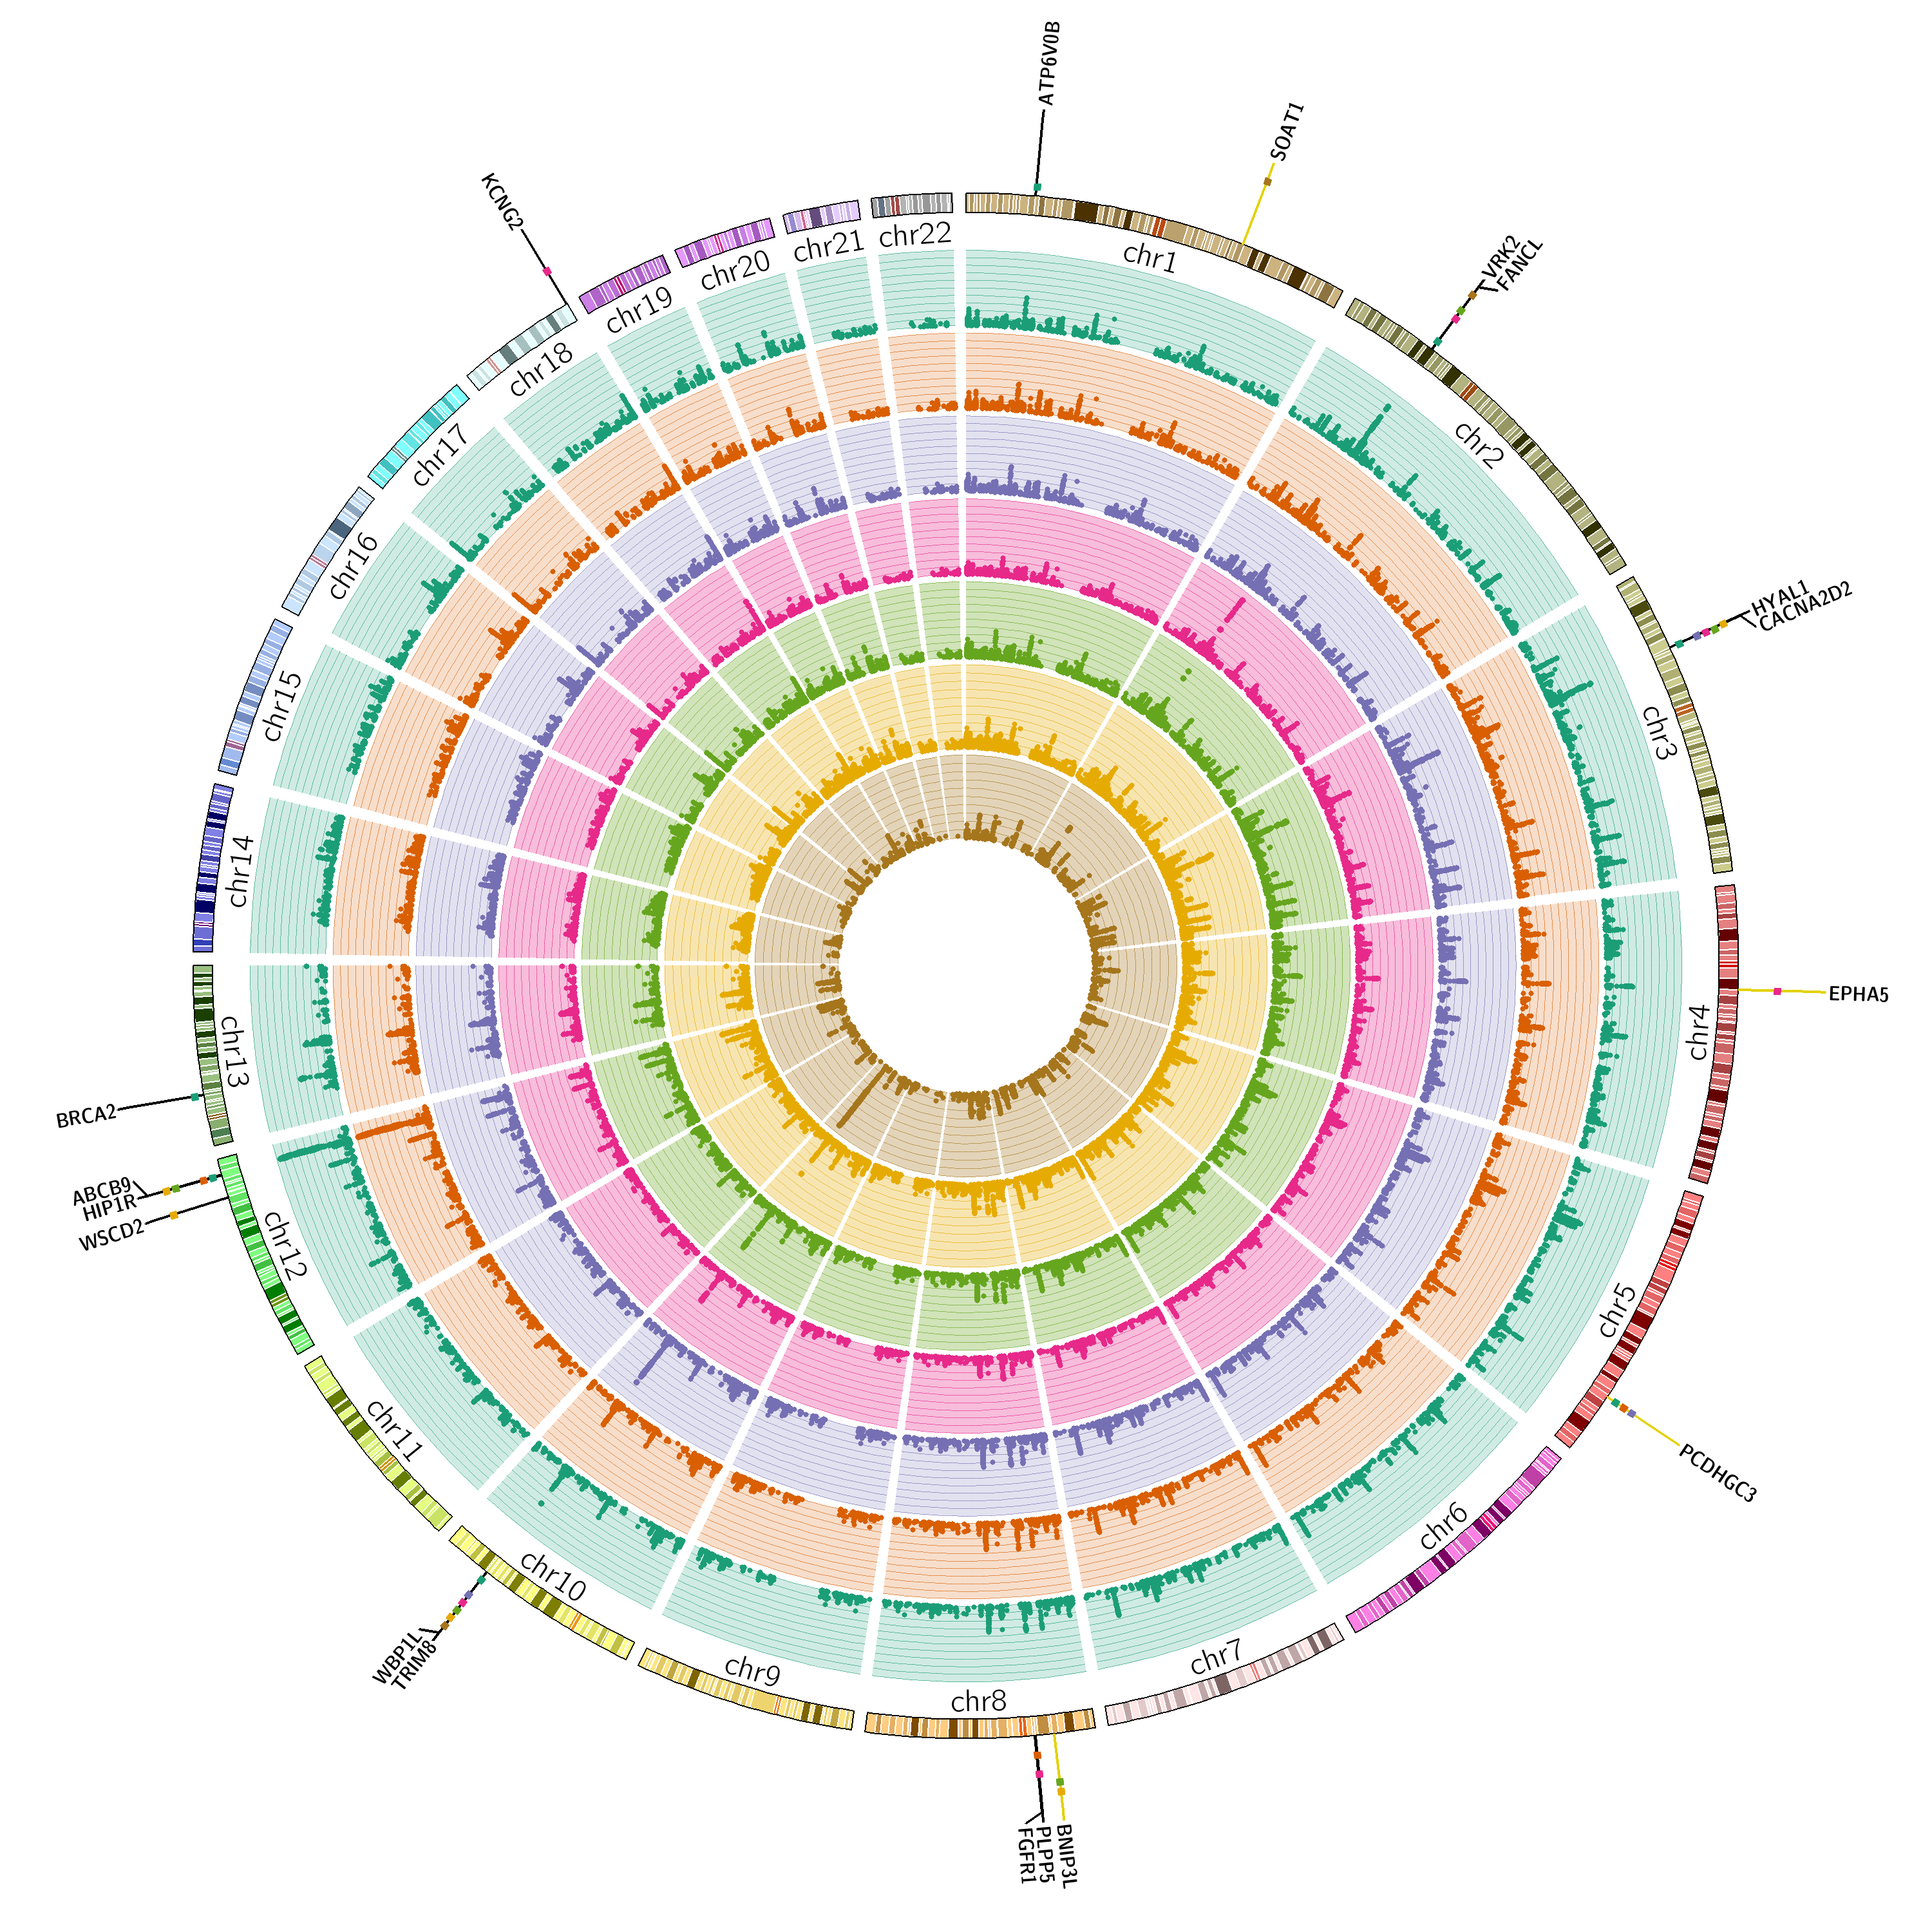 ATP6V0B
SOAT1
VRK2
FANCL
HYAL1
CACNA2D2
EPHA5
PCDHGC3
BNIP3L
PLPP5
FGFR1
WBP1L
TRIM8
WSCD2
HIP1R
ABCB9
BRCA2
KCNG2
chr1
chr2
chr3
chr4
chr5
chr6
chr7
chr8
chr9
chr10
chr11
chr12
chr13
chr14
chr15
chr16
chr17
chr18
chr19
chr20
chr21
chr22